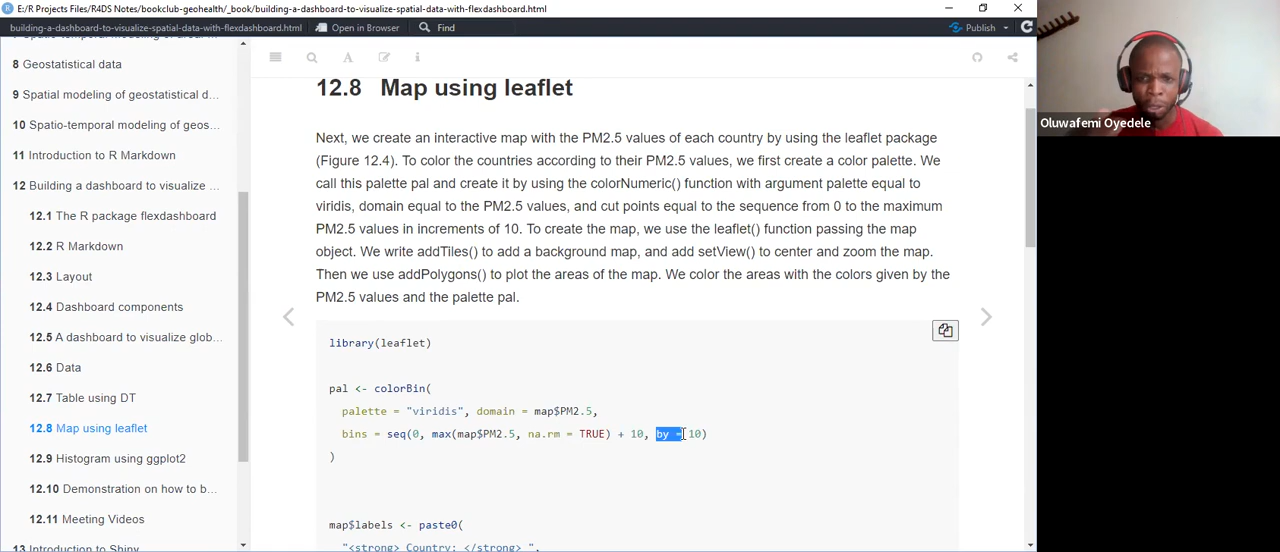 E:/R Projects Files/R4DS Notes/bookclub-geohealth/_book/building-a-dashboard-to-visualize-spatial-data-with-flexdashboard.html
building-a-dashboard-to-visualize-spatial-data-with-flexdashboard.html
Open in Browser
Find
Publish
8 Geostatistical data
9 Spatial modeling of geostatistical d...
10 Spatio-temporal modeling of geos...
11 Introduction to R Markdown
12 Building a dashboard to visualize ...
12.1 The R package flexdashboard
12.2 R Markdown
12.3 Layout
12.4 Dashboard components
12.5 A dashboard to visualize glob...
12.6 Data
12.7 Table using DT
12.8 Map using leaflet
12.9 Histogram using ggplot2
12.10 Demonstration on how to b...
12.11 Meeting Videos
13 Introduction to Shiny
12.8 Map using leaflet
Next, we create an interactive map with the PM2.5 values of each country by using the leaflet package
(Figure 12.4). To color the countries according to their PM2.5 values, we first create a color palette. We
call this palette pal and create it by using the colorNumeric() function with argument palette equal to
viridis, domain equal to the PM2.5 values, and cut points equal to the sequence from 0 to the maximum
PM2.5 values in increments of 10. To create the map, we use the leaflet() function passing the map
object. We write addTiles() to add a background map, and add setView() to center and zoom the map.
Then we use addPolygons() to plot the areas of the map. We color the areas with the colors given by the
PM2.5 values and the palette pal.
library(leaflet)
pal <- colorBin(
palette = "viridis", domain = map$PM2.5,
bins = seq(0, max(map$PM2.5, na.rm = TRUE) + 10, by = 10)
)
map$labels <- paste0(
"<strong> Country: </strong> ",
Oluwafemi Oyedele